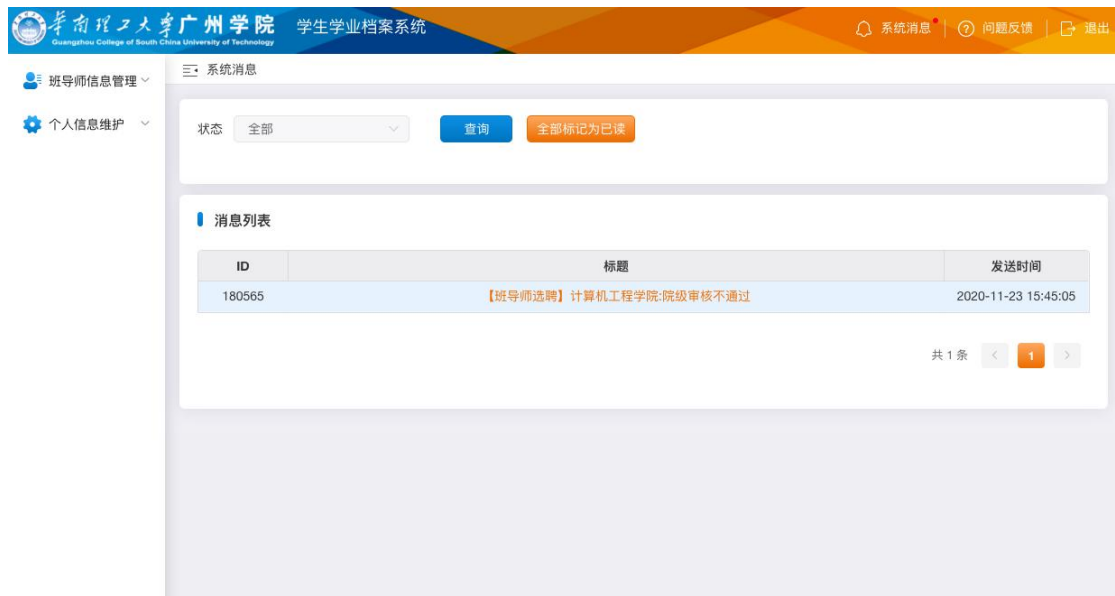 华南理工大学广州学院 学生学业档案系统 系统消息 | 问题反馈 | 退出
Guangzhou College of South China University of Technology
班导师信息管理
系统消息
个人信息维护
状态 全部 查询 全部标记为已读
消息列表
ID 标题 发送时间
180565 【班导师选聘】计算机工程学院:院级审核不通过 2020-11-23 15:45:05
共 1 条 < 1 >